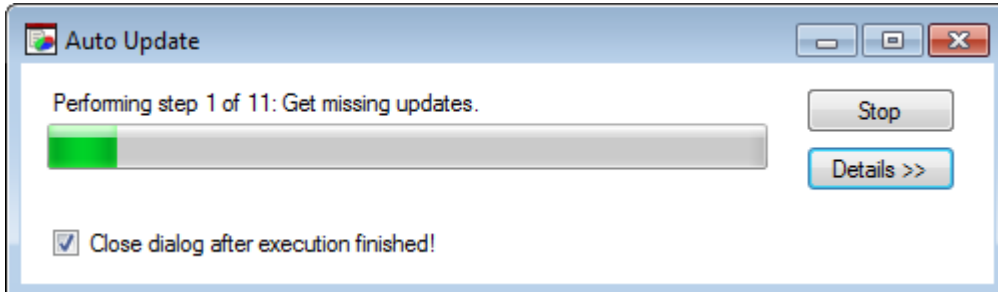 Auto Update
Performing step 1 of 11: Get missing updates.
Stop
Details >>
Close dialog after execution finished!